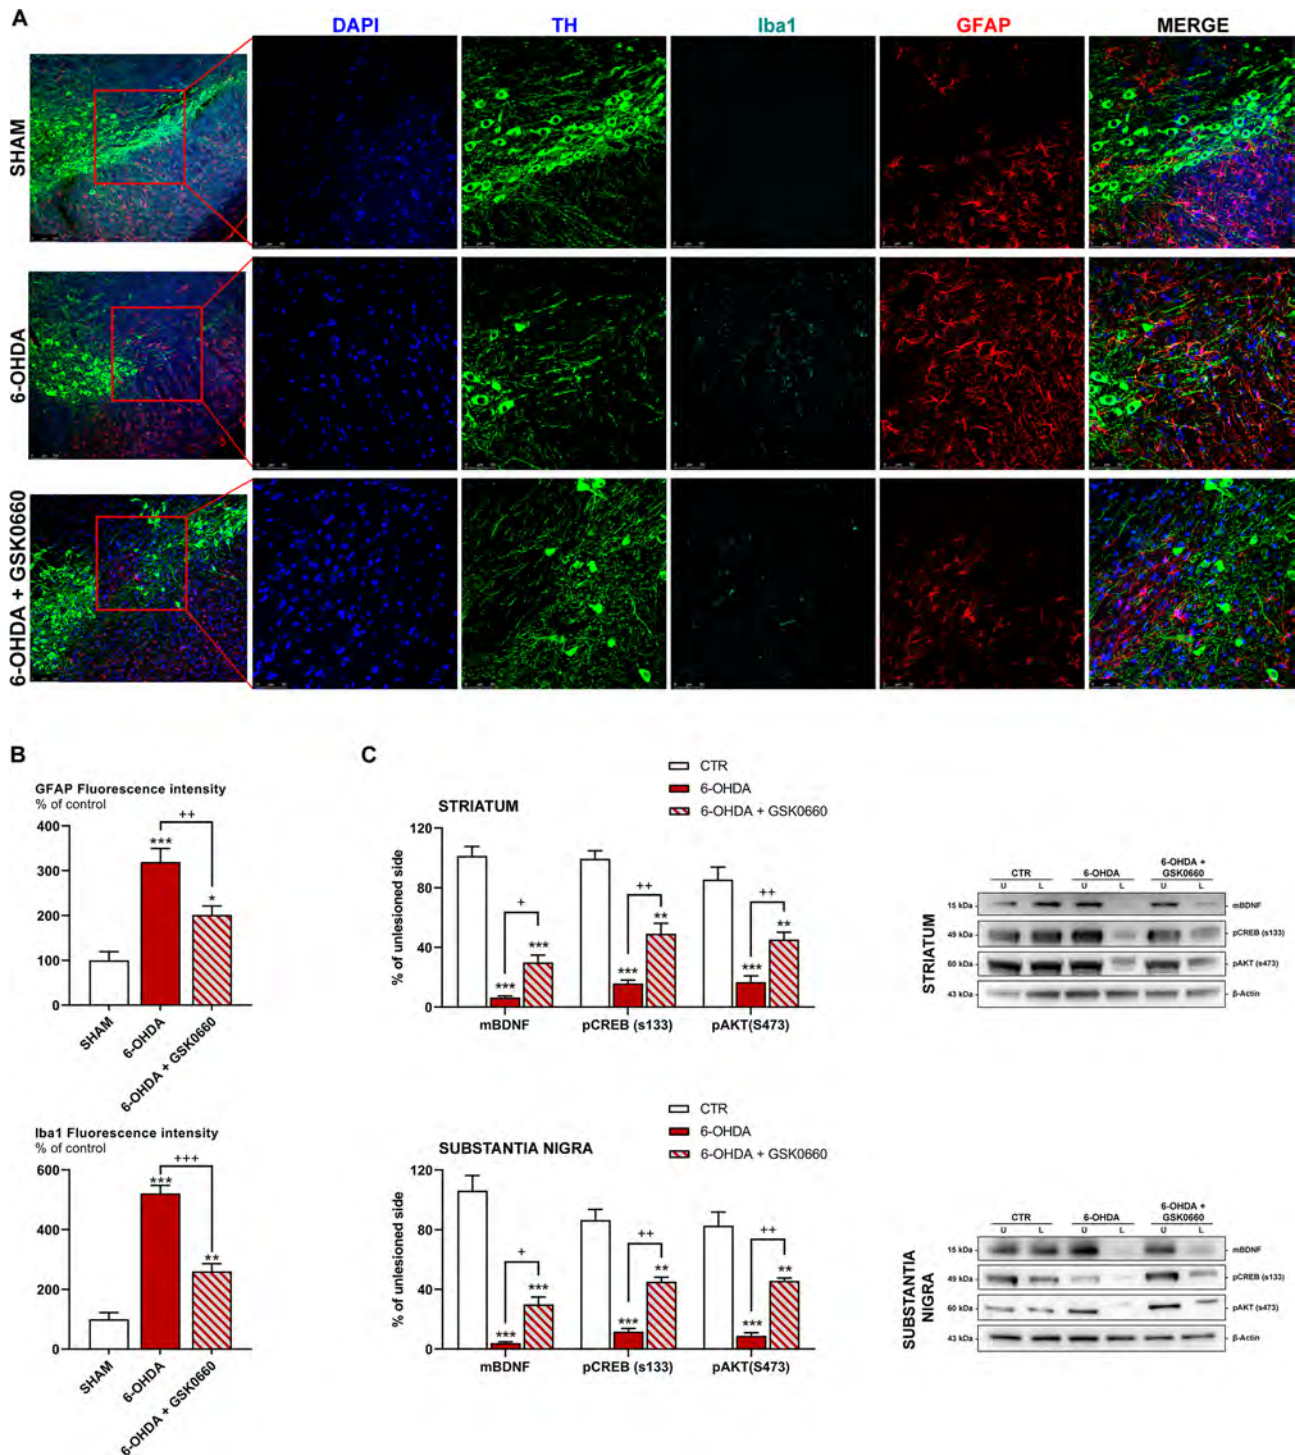 A
DAPI TH Iba1 GFAP MERGE
SHAM
6-OHDA
6-OHDA + GSK0660
B
GFAP Fluorescence intensity
% of control
400
300
200
100
0
++
***
*
SHAM
6-OHDA
6-OHDA + GSK0660
Iba1 Fluorescence intensity
% of control
600
400
200
0
+++
***
**
SHAM
6-OHDA
6-OHDA + GSK0660
C
CTR
6-OHDA
6-OHDA + GSK0660
STRIATUM
% of unlesioned side
120
80
40
0
+ ++ ++
*** *** *** ** *** **
mBDNF pCREB (s133) pAKT(S473)
CTR 6-OHDA 6-OHDA + GSK0660
U L U L U L
STRIATUM
15 kDa mBDNF
49 kDa pCREB (s133)
60 kDa pAKT (s473)
43 kDa β-Actin
CTR
6-OHDA
6-OHDA + GSK0660
SUBSTANTIA NIGRA
% of unlesioned side
120
80
40
0
+ ++ ++
*** *** *** ** *** **
mBDNF pCREB (s133) pAKT(S473)
CTR 6-OHDA 6-OHDA + GSK0660
U L U L U L
SUBSTANTIA NIGRA
15 kDa mBDNF
49 kDa pCREB (s133)
60 kDa pAKT (s473)
43 kDa β-Actin